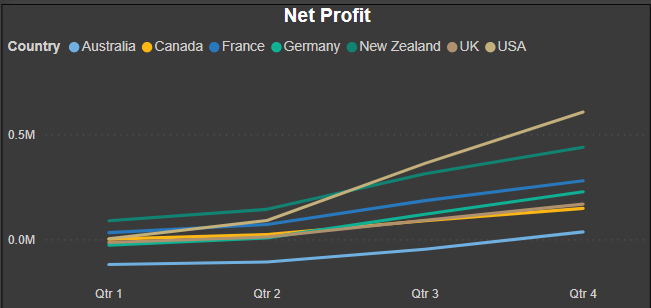 Net Profit
Country Australia Canada France Germany New Zealand UK USA
0.5M
0.0M
Qtr 1 Qtr 2 Qtr 3 Qtr 4